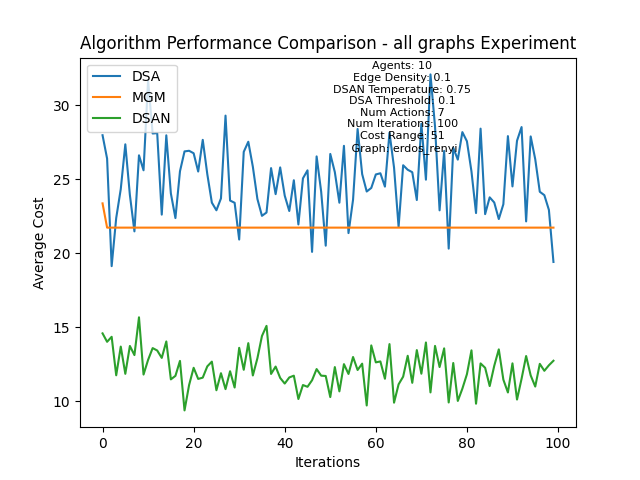 Algorithm Performance Comparison - all graphs Experiment
DSA
MGM
DSAN
Agents: 10
Edge Density: 0.1
DSAN Temperature: 0.75
DSA Threshold: 0.1
Num Actions: 7
Num Iterations: 100
Cost Range: 51
Graph: erdos_renyi
Average Cost
30
25
20
15
10
0
20
40
60
80
100
Iterations